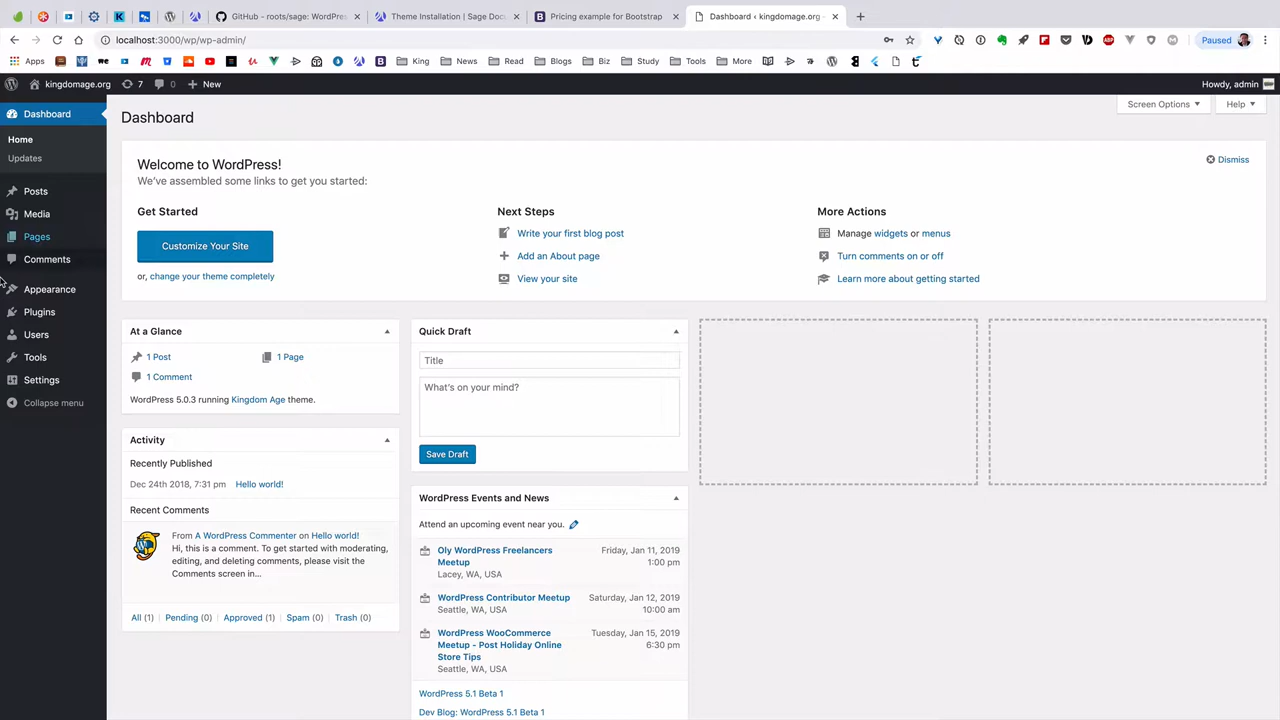 GitHub - roots/sage: WordPres
Theme Installation | Sage Doc
Pricing example for Bootstrap
Dashboard ‹ kingdomage.org -
localhost:3000/wp/wp-admin/
Paused
Apps
King
News
Read
Blogs
Biz
Study
Tools
More
kingdomage.org
7
0
New
Howdy, admin
Dashboard
Home
Updates
Posts
Media
Pages
Comments
Appearance
Plugins
Users
Tools
Settings
Collapse menu
Dashboard
Screen Options
Help
Welcome to WordPress!
We've assembled some links to get you started:
Dismiss
Get Started
Customize Your Site
or, change your theme completely
Next Steps
Write your first blog post
Add an About page
View your site
More Actions
Manage widgets or menus
Turn comments on or off
Learn more about getting started
At a Glance
1 Post
1 Page
1 Comment
WordPress 5.0.3 running Kingdom Age theme.
Activity
Recently Published
Dec 24th 2018, 7:31 pm Hello world!
Recent Comments
From A WordPress Commenter on Hello world!
Hi, this is a comment. To get started with moderating,
editing, and deleting comments, please visit the
Comments screen in…
All (1) Pending (0) Approved (1) Spam (0) Trash (0)
Quick Draft
Title
What's on your mind?
Save Draft
WordPress Events and News
Attend an upcoming event near you.
Oly WordPress Freelancers
Meetup
Lacey, WA, USA
Friday, Jan 11, 2019
1:00 pm
WordPress Contributor Meetup
Seattle, WA, USA
Saturday, Jan 12, 2019
10:00 am
WordPress WooCommerce
Meetup - Post Holiday Online
Store Tips
Seattle, WA, USA
Tuesday, Jan 15, 2019
6:30 pm
WordPress 5.1 Beta 1
Dev Blog: WordPress 5.1 Beta 1